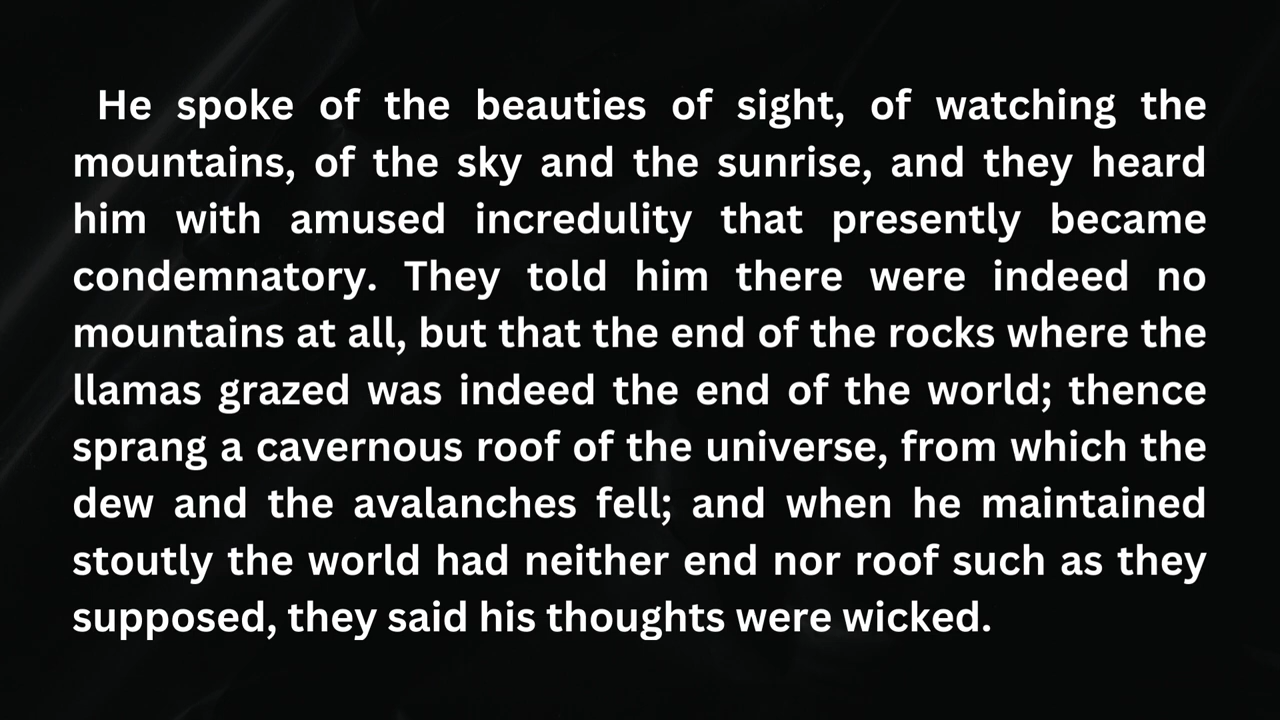 He spoke of the beauties of sight, of watching the
mountains, of the sky and the sunrise, and they heard
him with amused incredulity that presently became
condemnatory. They told him there were indeed no
mountains at all, but that the end of the rocks where the
llamas grazed was indeed the end of the world; thence
sprang a cavernous roof of the universe, from which the
dew and the avalanches fell; and when he maintained
stoutly the world had neither end nor roof such as they
supposed, they said his thoughts were wicked.